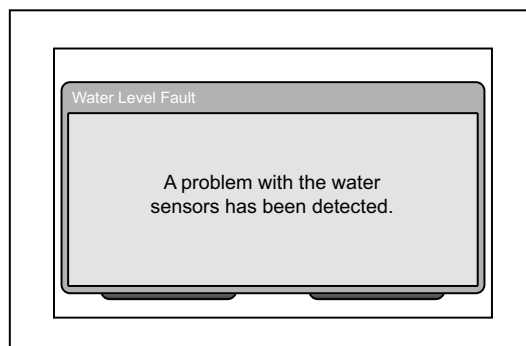 Water Level Fault
A problem with the water
sensors has been detected.